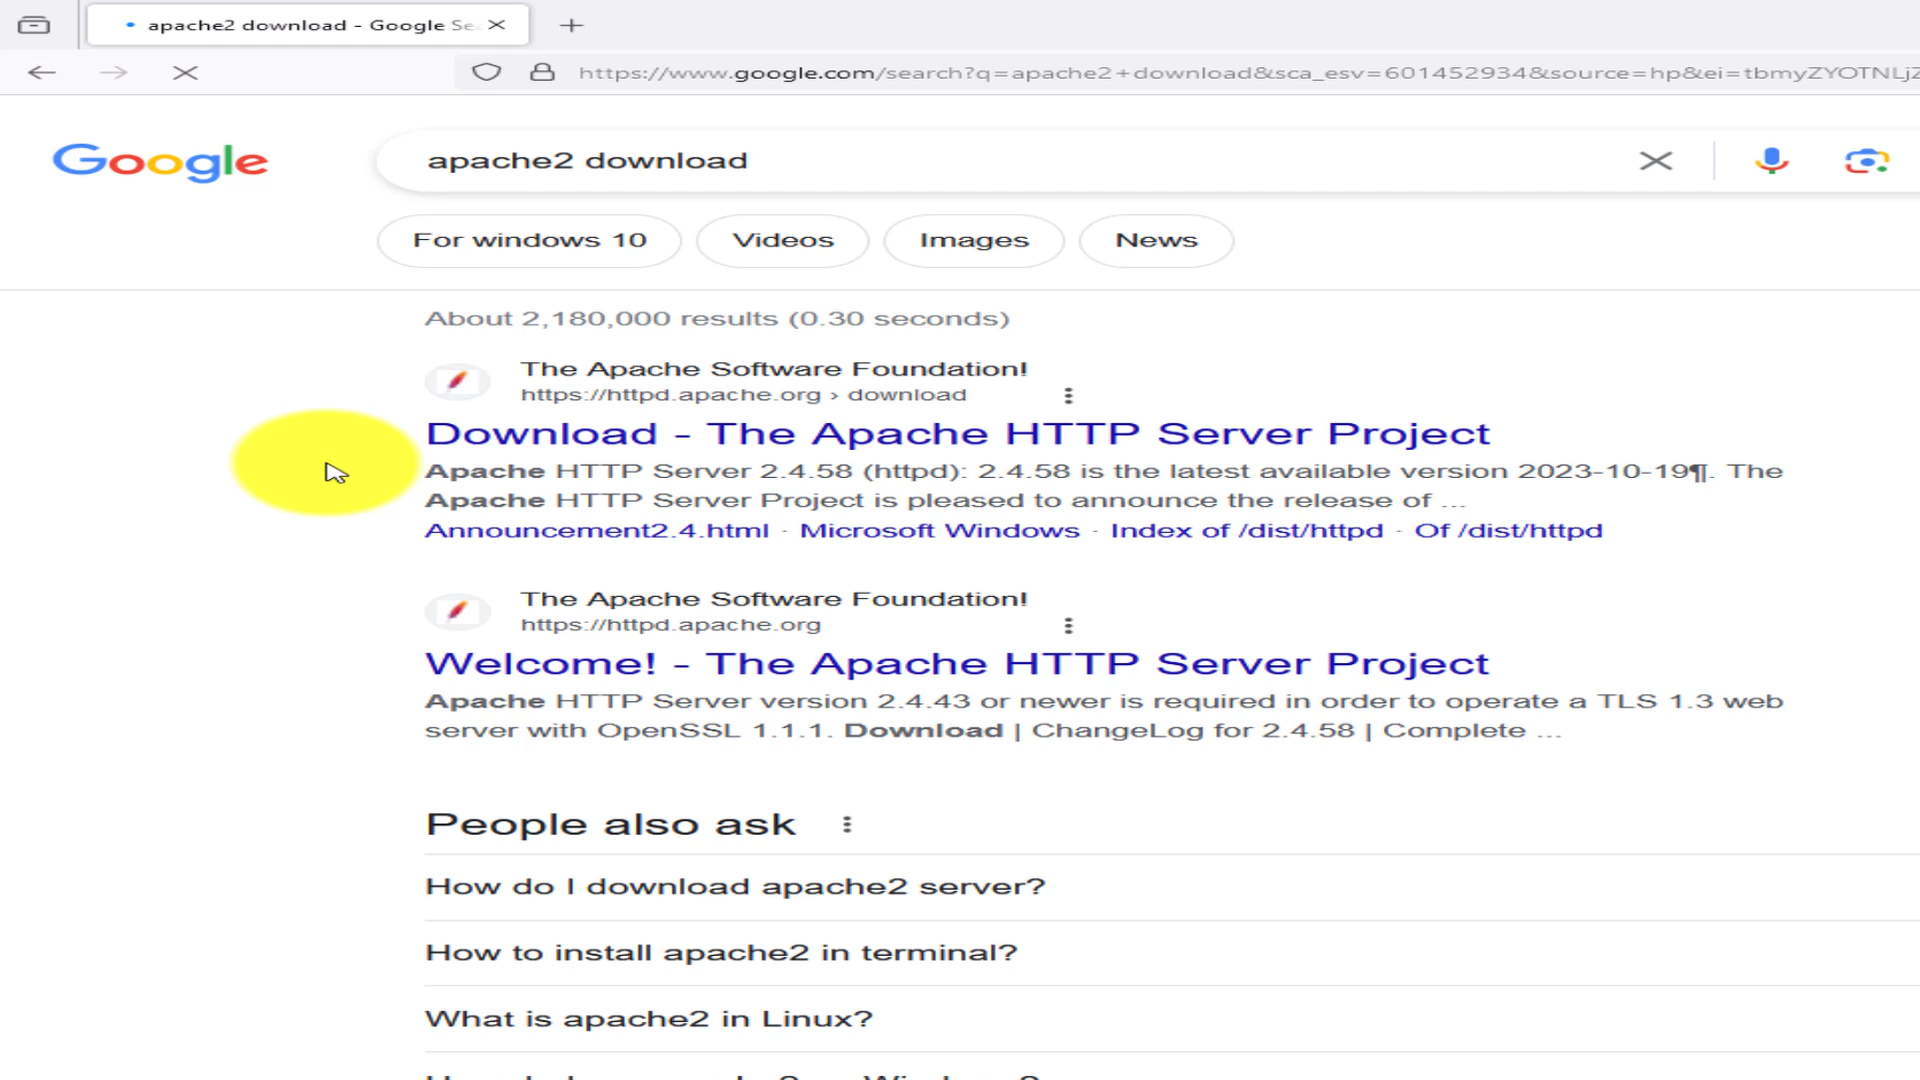 apache2 download - Google Se
https://www.google.com/search?q=apache2+download&sca_esv=601452934&source=hp&ei=tbmyZYOTNLjZ
Google
apache2 download
For windows 10 Videos Images News
About 2,180,000 results (0.30 seconds)
The Apache Software Foundation!
https://httpd.apache.org › download
Download - The Apache HTTP Server Project
Apache HTTP Server 2.4.58 (httpd): 2.4.58 is the latest available version 2023-10-19¶. The
Apache HTTP Server Project is pleased to announce the release of ...
Announcement2.4.html · Microsoft Windows · Index of /dist/httpd · Of /dist/httpd
The Apache Software Foundation!
https://httpd.apache.org
Welcome! - The Apache HTTP Server Project
Apache HTTP Server version 2.4.43 or newer is required in order to operate a TLS 1.3 web
server with OpenSSL 1.1.1. Download | ChangeLog for 2.4.58 | Complete ...
People also ask
How do I download apache2 server?
How to install apache2 in terminal?
What is apache2 in Linux?